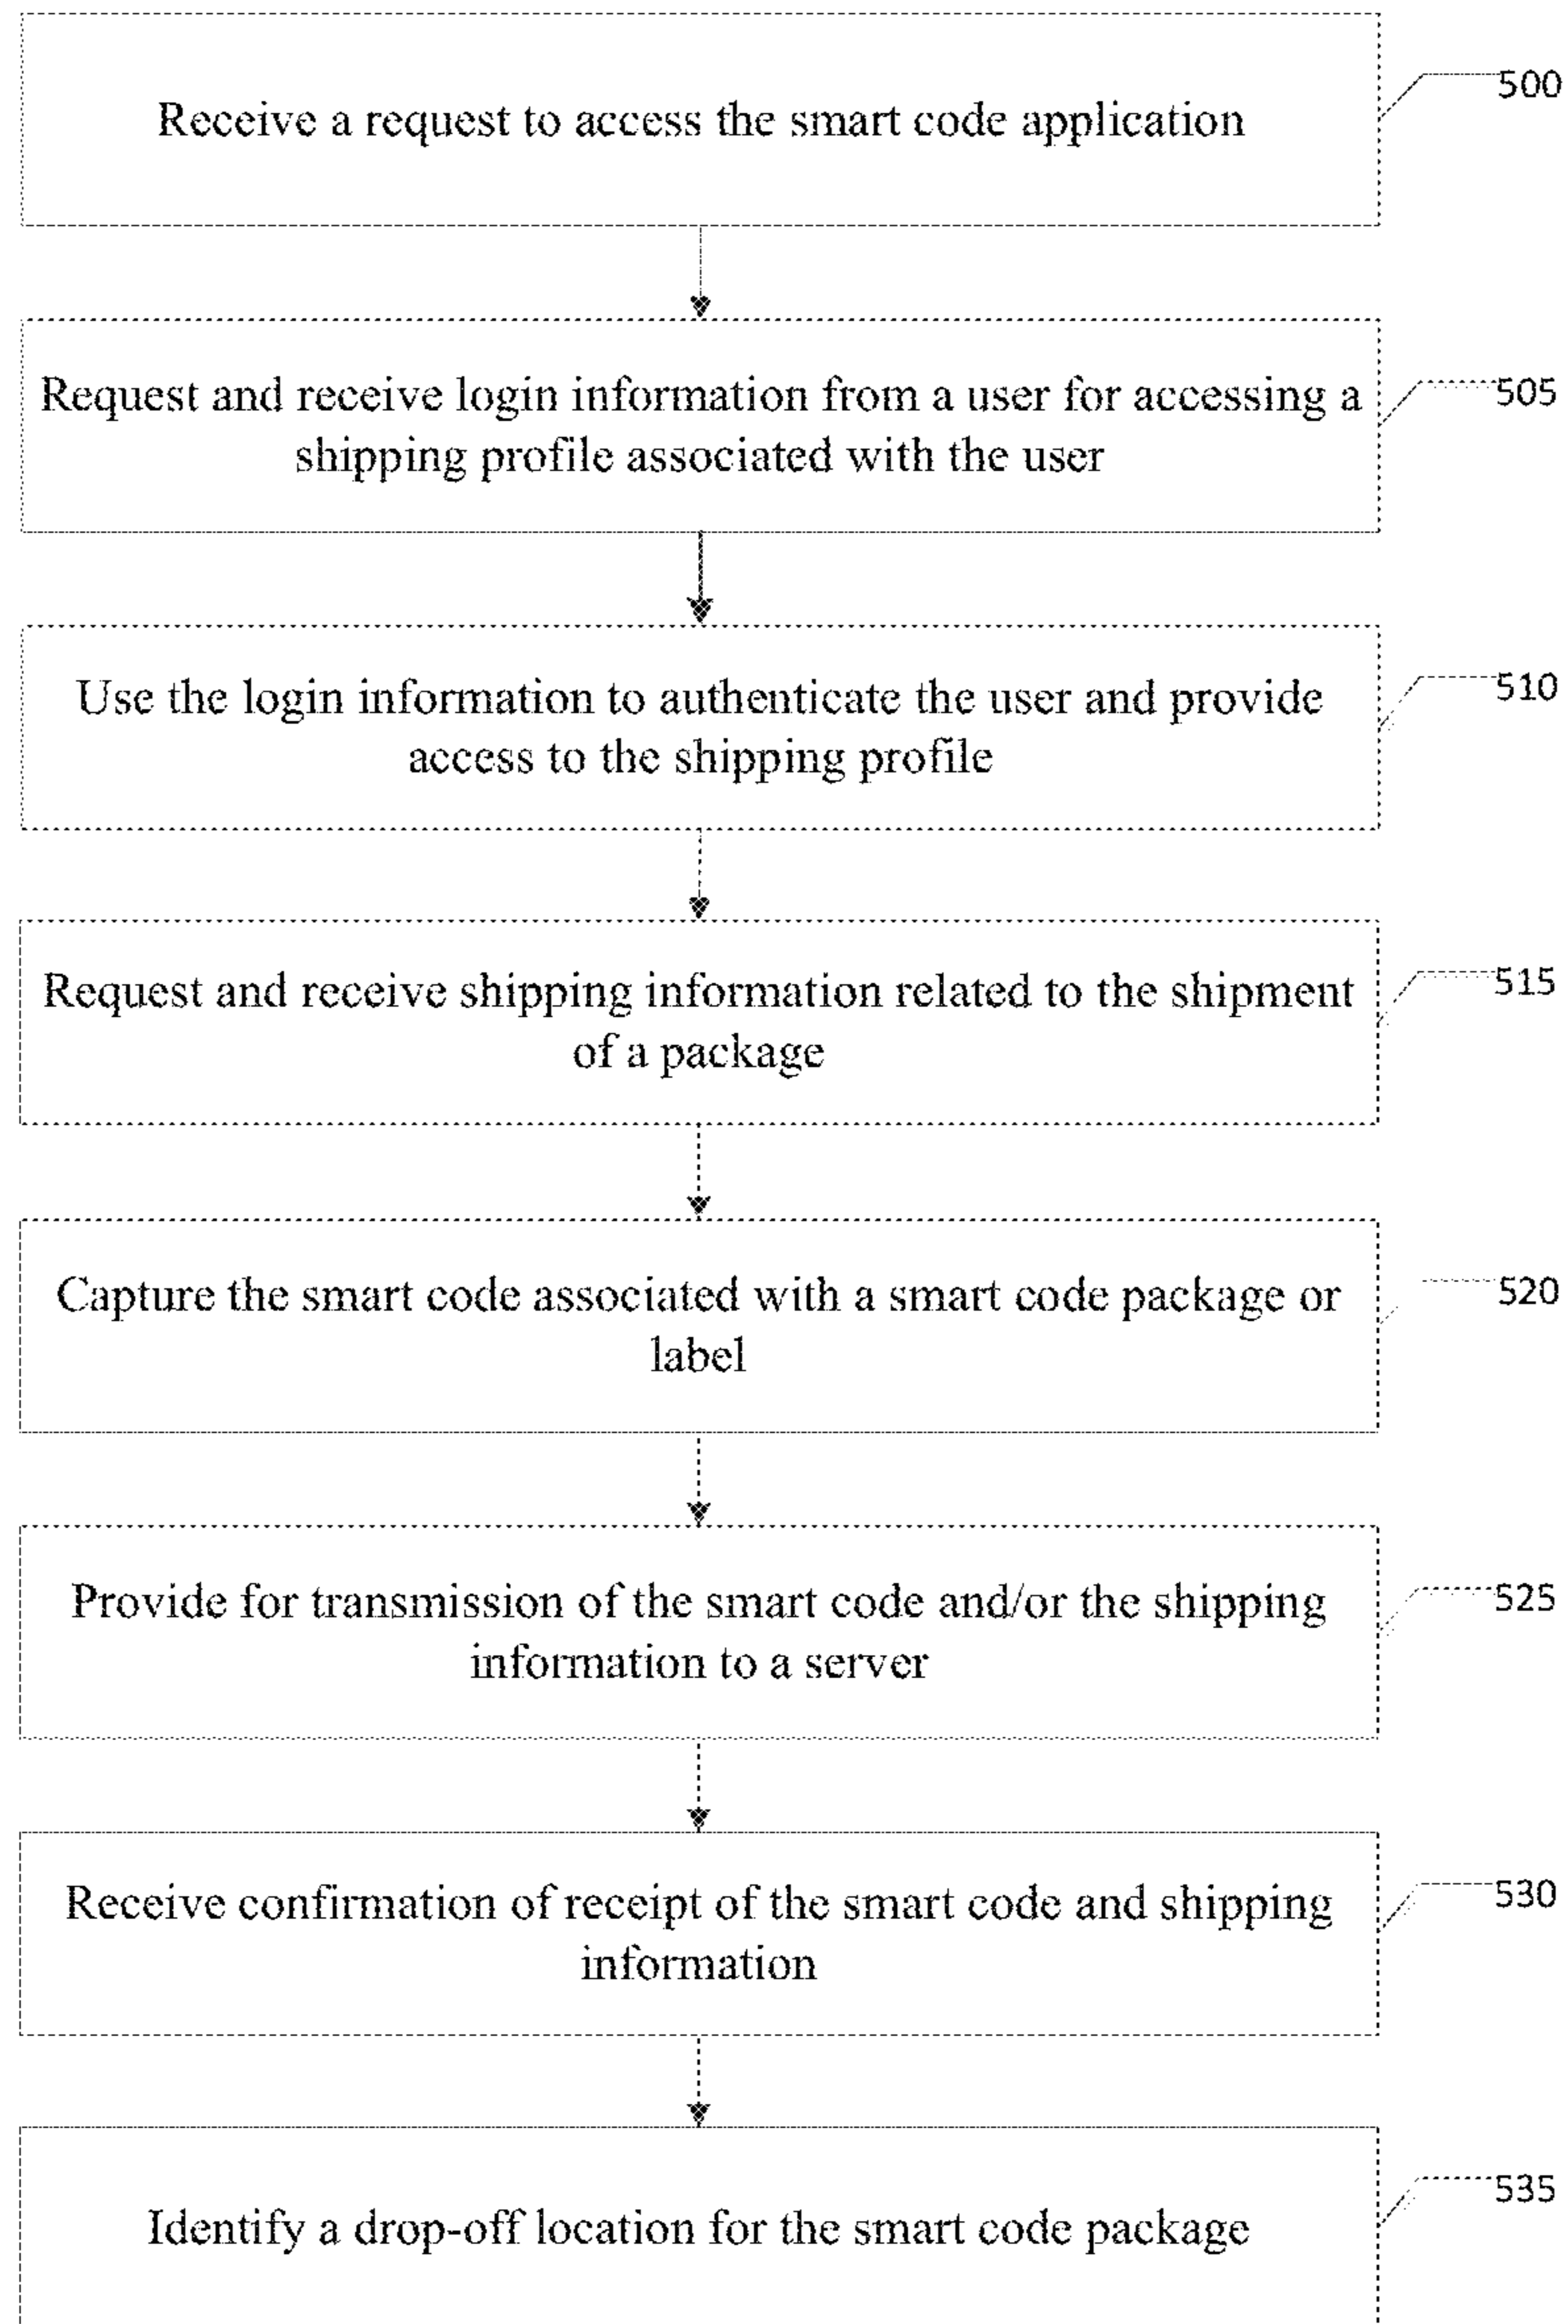 Receive a request to access the smart code application
500
Request and receive login information from a user for accessing a
shipping profile associated with the user
505
Use the login information to authenticate the user and provide
access to the shipping profile
510
Request and receive shipping information related to the shipment
of a package
515
Capture the smart code associated with a smart code package or
label
520
Provide for transmission of the smart code and/or the shipping
information to a server
525
Receive confirmation of receipt of the smart code and shipping
information
530
Identify a drop-off location for the smart code package
535